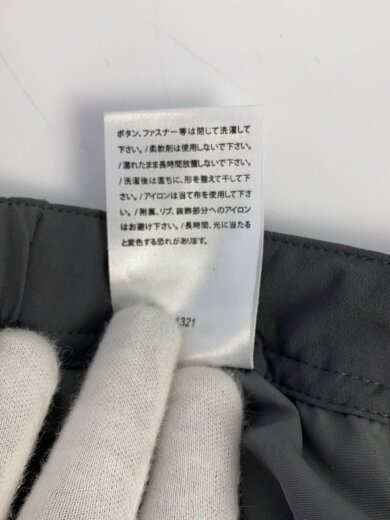 ボタン、ファスナー等は閉じて洗濯して
下さい。/柔軟剤は使用しないで下さい。
/濡れたまま長時間放置しないで下さい。
/洗濯後は直ちに、形を整えて干して下
さい。/アイロンは当て布を使用して下さ
い。/附属、リブ、装飾部分へのアイロン
はお避け下さい。/長時間、光に当たる
と変色する恐れがあります。
1321